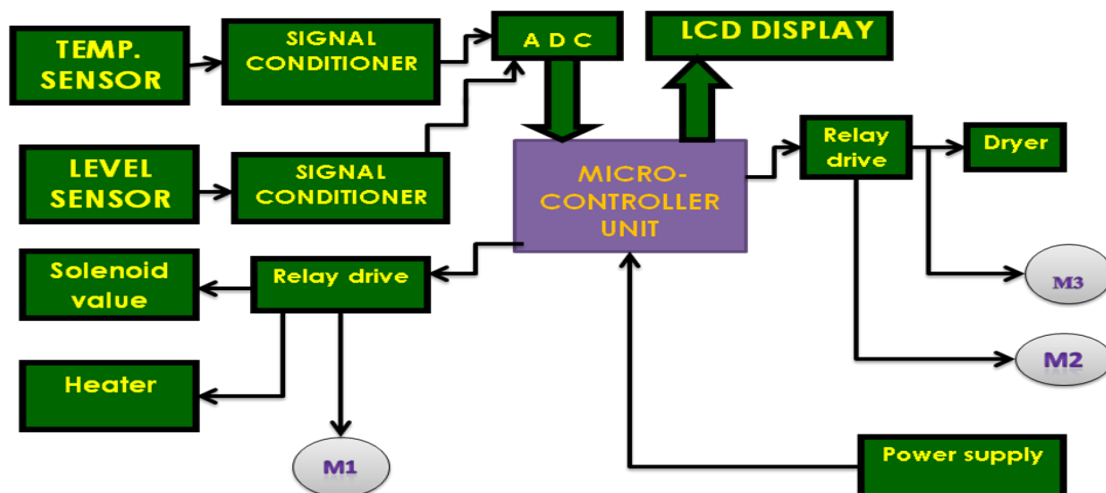 TEMP.
SENSOR
SIGNAL
CONDITIONER
A D C
LCD DISPLAY
LEVEL
SENSOR
SIGNAL
CONDITIONER
MICRO-
CONTROLLER
UNIT
Relay
drive
Dryer
Solenoid
value
Relay drive
M3
Heater
M2
M1
Power supply